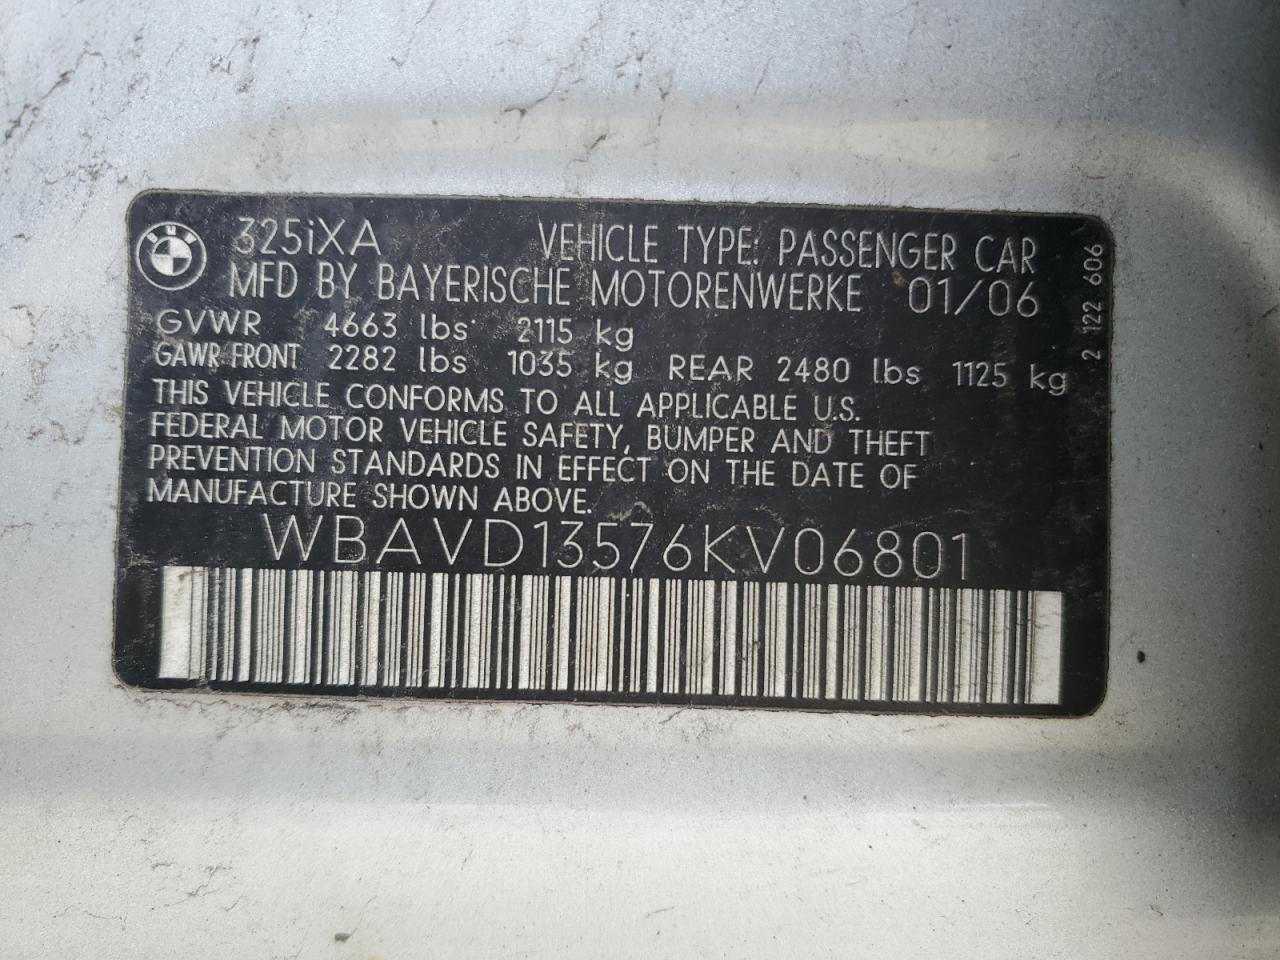 BMW
325iXA VEHICLE TYPE: PASSENGER CAR
MFD BY BAYERISCHE MOTORENWERKE 01/06
GVWR 4663 lbs 2115 kg
GAWR FRONT 2282 lbs 1035 kg REAR 2480 lbs 1125 kg
THIS VEHICLE CONFORMS TO ALL APPLICABLE U.S.
FEDERAL MOTOR VEHICLE SAFETY, BUMPER AND THEFT
PREVENTION STANDARDS IN EFFECT ON THE DATE OF
MANUFACTURE SHOWN ABOVE.
WBAVD13576KV06801
2 122 606